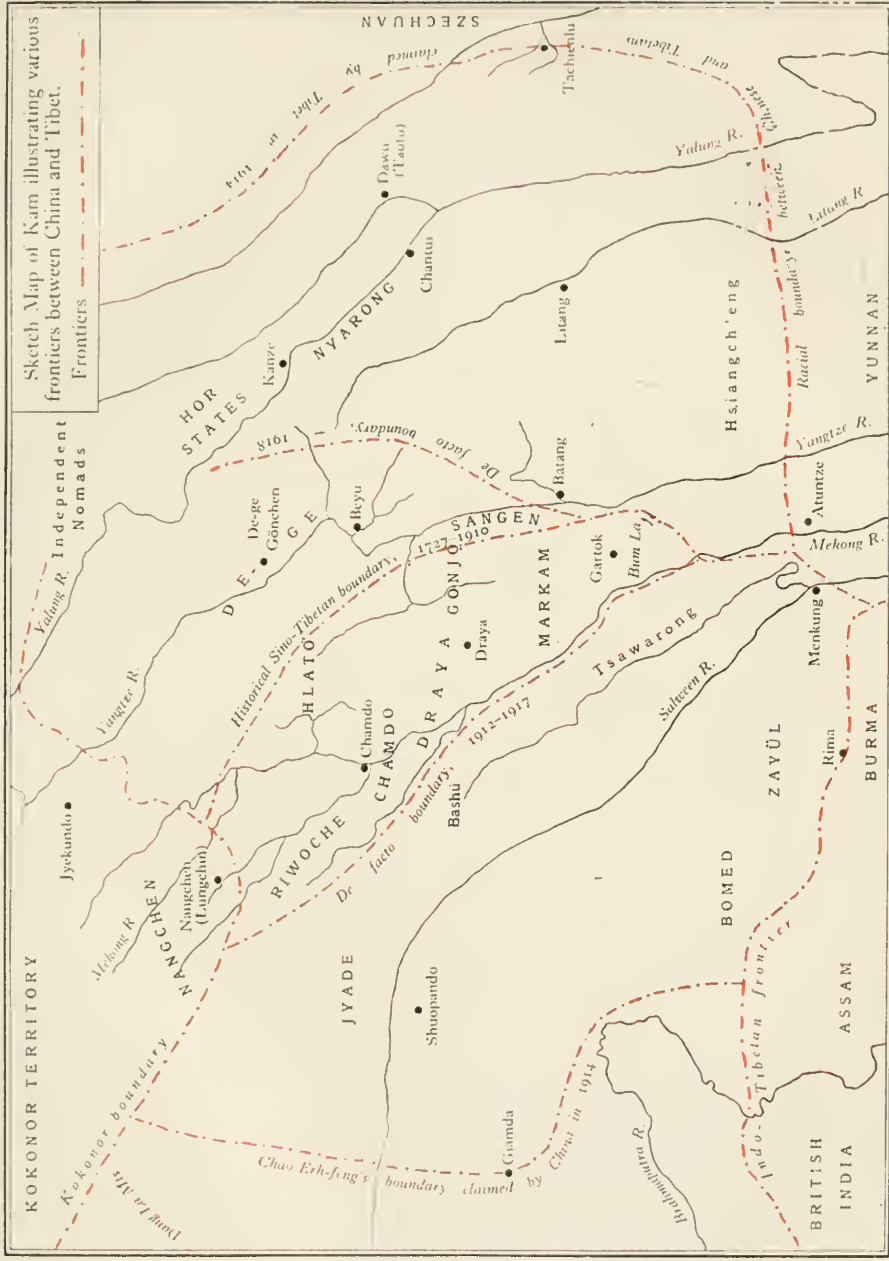 Sketch Map of Kam illustrating various
frontiers between China and Tibet.
Frontiers
KOKONOR TERRITORY
Kokonor boundary
Dang La Mts
Jyekundo
Yalung R.
Independent
Nomads
Yangtze R.
Mekong R
NANGCHEN
Nangchen
(Lungchin)
RIWOCHE
CHAMDO
Chamdo
HLATO
Historical Sino-Tibetan boundary, 1727-1910
DEGE
De-ge
Gönchen
HOR
STATES
Kanze
NYARONG
Chantui
Dawu
(Taofu)
claimed by Tibet in 1914
SZECHUAN
Tachienlu
Beyu
De facto boundary, 1918
SANGEN
GONJO
DRAYA
Draya
MARKAM
Gartok
Bum La
Batang
Litang
Yalung R.
Litang R
Hsiangch'eng
Racial boundary between Chinese and Tibetans
YUNNAN
Yangtze R.
Atuntze
Mekong R.
Menkung
Tsawarong
Salween R.
Bashü
De facto boundary, 1912-1917
JYADE
Shuopando
Chao Erh-feng's boundary claimed by China in 1914
Giamda
Brahmaputra R.
BOMED
ZAYÜL
Rima
BURMA
Indo-Tibetan frontier
ASSAM
BRITISH
INDIA